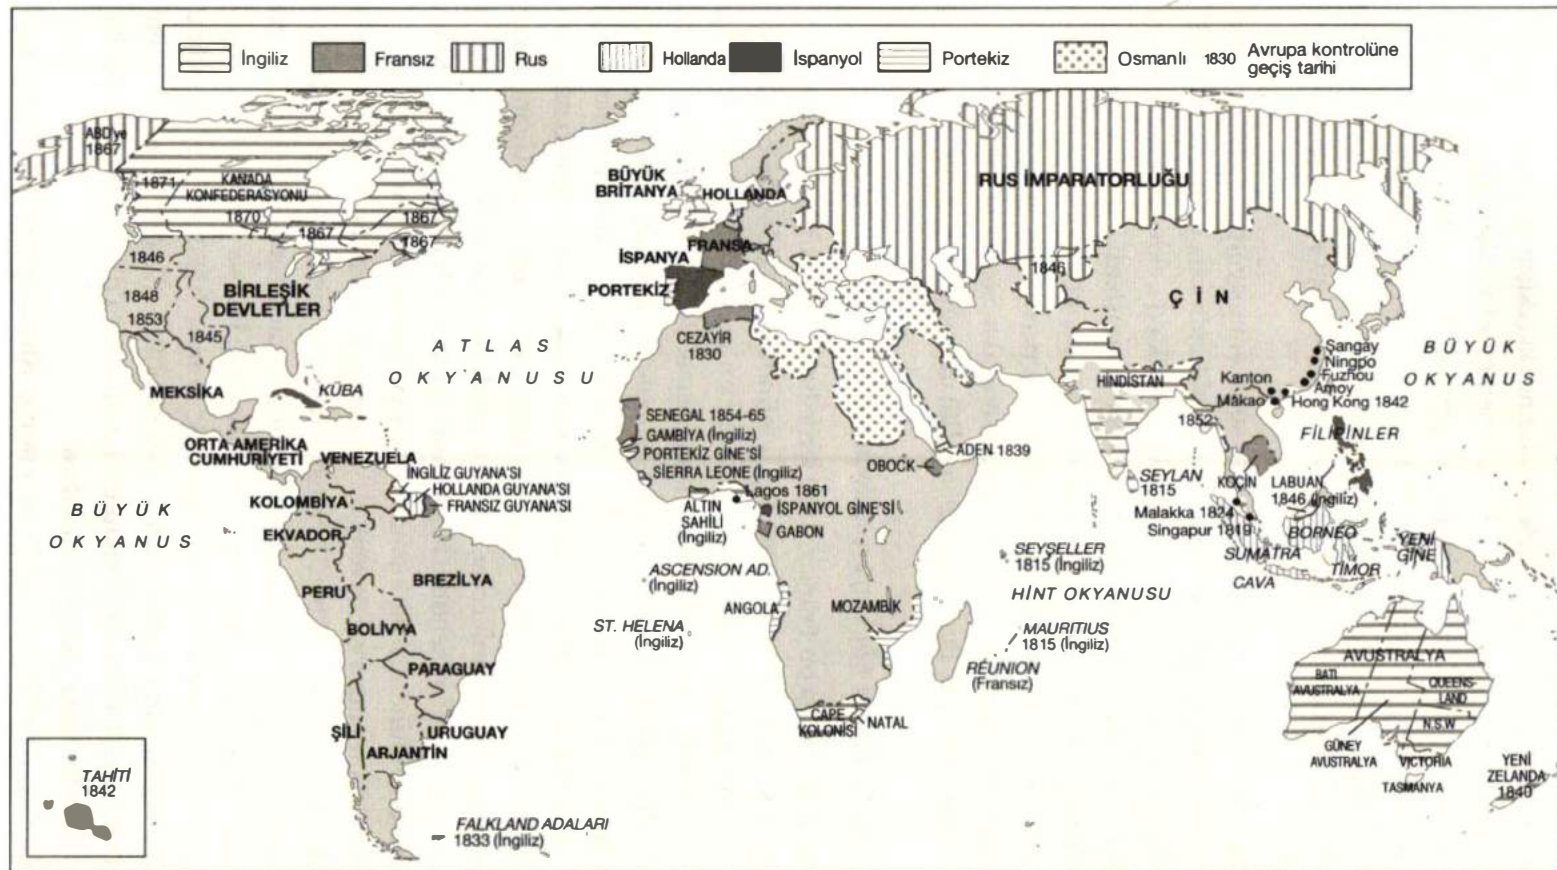 İngiliz
Fransız
Rus
Hollanda
İspanyol
Portekiz
Osmanlı
1830
Avrupa kontrolüne
geçiş tarihi
ABD'ye
1867
1871
KANADA
KONFEDERASYONU
1870
1867
1867
1867
1846
1848
1853
1845
BİRLEŞİK
DEVLETLER
MEKSİKA
KÜBA
ATLAS
OKYANUSU
ORTA AMERİKA
CUMHURİYETİ
VENEZUELA
İNGİLİZ GUYANA'SI
HOLLANDA GUYANA'SI
FRANSIZ GUYANA'SI
KOLOMBİYA
EKVADOR
BÜYÜK
OKYANUS
PERU
BREZİLYA
BOLİVYA
PARAGUAY
ŞİLİ
URUGUAY
ARJANTİN
TAHİTİ
1842
FALKLAND ADALARI
1833 (İngiliz)
BÜYÜK
BRİTANYA
HOLLANDA
FRANSA
İSPANYA
PORTEKİZ
RUS İMPARATORLUĞU
1846
ÇİN
CEZAYİR
1830
SENEGAL 1854-65
GAMBİYA (İngiliz)
PORTEKİZ GİNE'Sİ
SİERRA LEONE (İngiliz)
Lagos 1861
ALTIN
SAHİLİ
(İngiliz)
İSPANYOL GİNE'Sİ
GABON
OBOCK
ADEN 1839
ASCENSION AD.
(İngiliz)
ST. HELENA
(İngiliz)
ANGOLA
MOZAMBİK
CAPE
KOLONİSİ
NATAL
SEYŞELLER
1815 (İngiliz)
HİNT OKYANUSU
MAURITIUS
1815 (İngiliz)
RÉUNION
(Fransız)
HİNDİSTAN
1852
SEYLAN
1815
Şangay
Ningpo
Fuzhou
Amoy
Kanton
Makao
Hong Kong 1842
BÜYÜK
OKYANUS
FİLİPİNLER
KOÇİN
LABUAN
1846 (İngiliz)
Malakka 1824
Singapur 1819
BORNEO
SUMATRA
CAVA
TİMOR
YENİ
GİNE
AVUSTRALYA
BATI
AVUSTRALYA
QUEENS-
LAND
N.S.W.
GÜNEY
AVUSTRALYA
VICTORIA
TASMANYA
YENİ
ZELANDA
1840